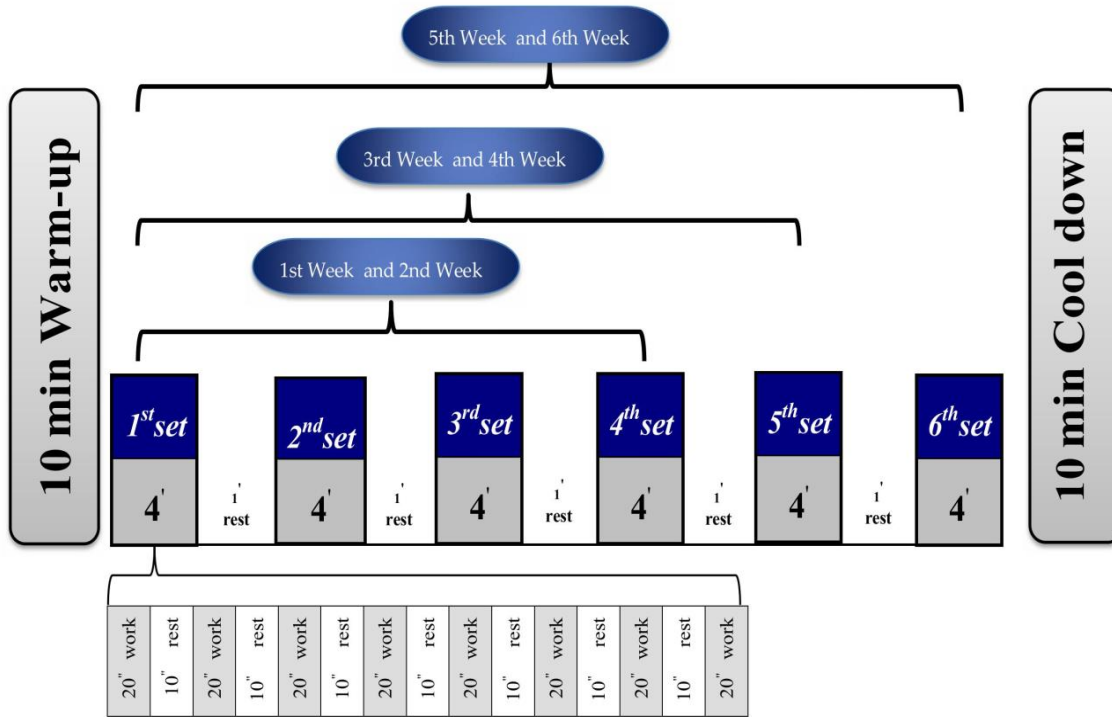 5th Week and 6th Week
3rd Week and 4th Week
1st Week and 2nd Week
10 min Warm-up
1st set
2nd set
3rd set
4th set
5th set
6th set
4'
1' rest
4'
1' rest
4'
1' rest
4'
1' rest
4'
1' rest
4'
10 min Cool down
20" work
10" rest
20" work
10" rest
20" work
10" rest
20" work
10" rest
20" work
10" rest
20" work
10" rest
20" work
10" rest
20" work